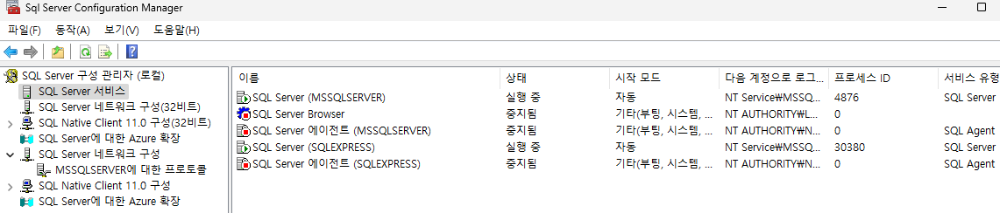 Sql Server Configuration Manager
파일(F) 동작(A) 보기(V) 도움말(H)
SQL Server 구성 관리자 (로컬)
SQL Server 서비스
SQL Server 네트워크 구성(32비트)
SQL Native Client 11.0 구성(32비트)
SQL Server에 대한 Azure 확장
SQL Server 네트워크 구성
MSSQLSERVER에 대한 프로토콜
SQL Native Client 11.0 구성
SQL Server에 대한 Azure 확장
이름 상태 시작 모드 다음 계정으로 로그... 프로세스 ID 서비스 유형
SQL Server (MSSQLSERVER) 실행 중 자동 NT Service₩MSSQ... 4876 SQL Server
SQL Server Browser 중지됨 기타(부팅, 시스템, ... NT AUTHORITY₩L... 0
SQL Server 에이전트 (MSSQLSERVER) 중지됨 기타(부팅, 시스템, ... NT AUTHORITY₩N... 0 SQL Agent
SQL Server (SQLEXPRESS) 실행 중 자동 NT Service₩MSSQ... 30380 SQL Server
SQL Server 에이전트 (SQLEXPRESS) 중지됨 기타(부팅, 시스템, ... NT AUTHORITY₩N... 0 SQL Agent